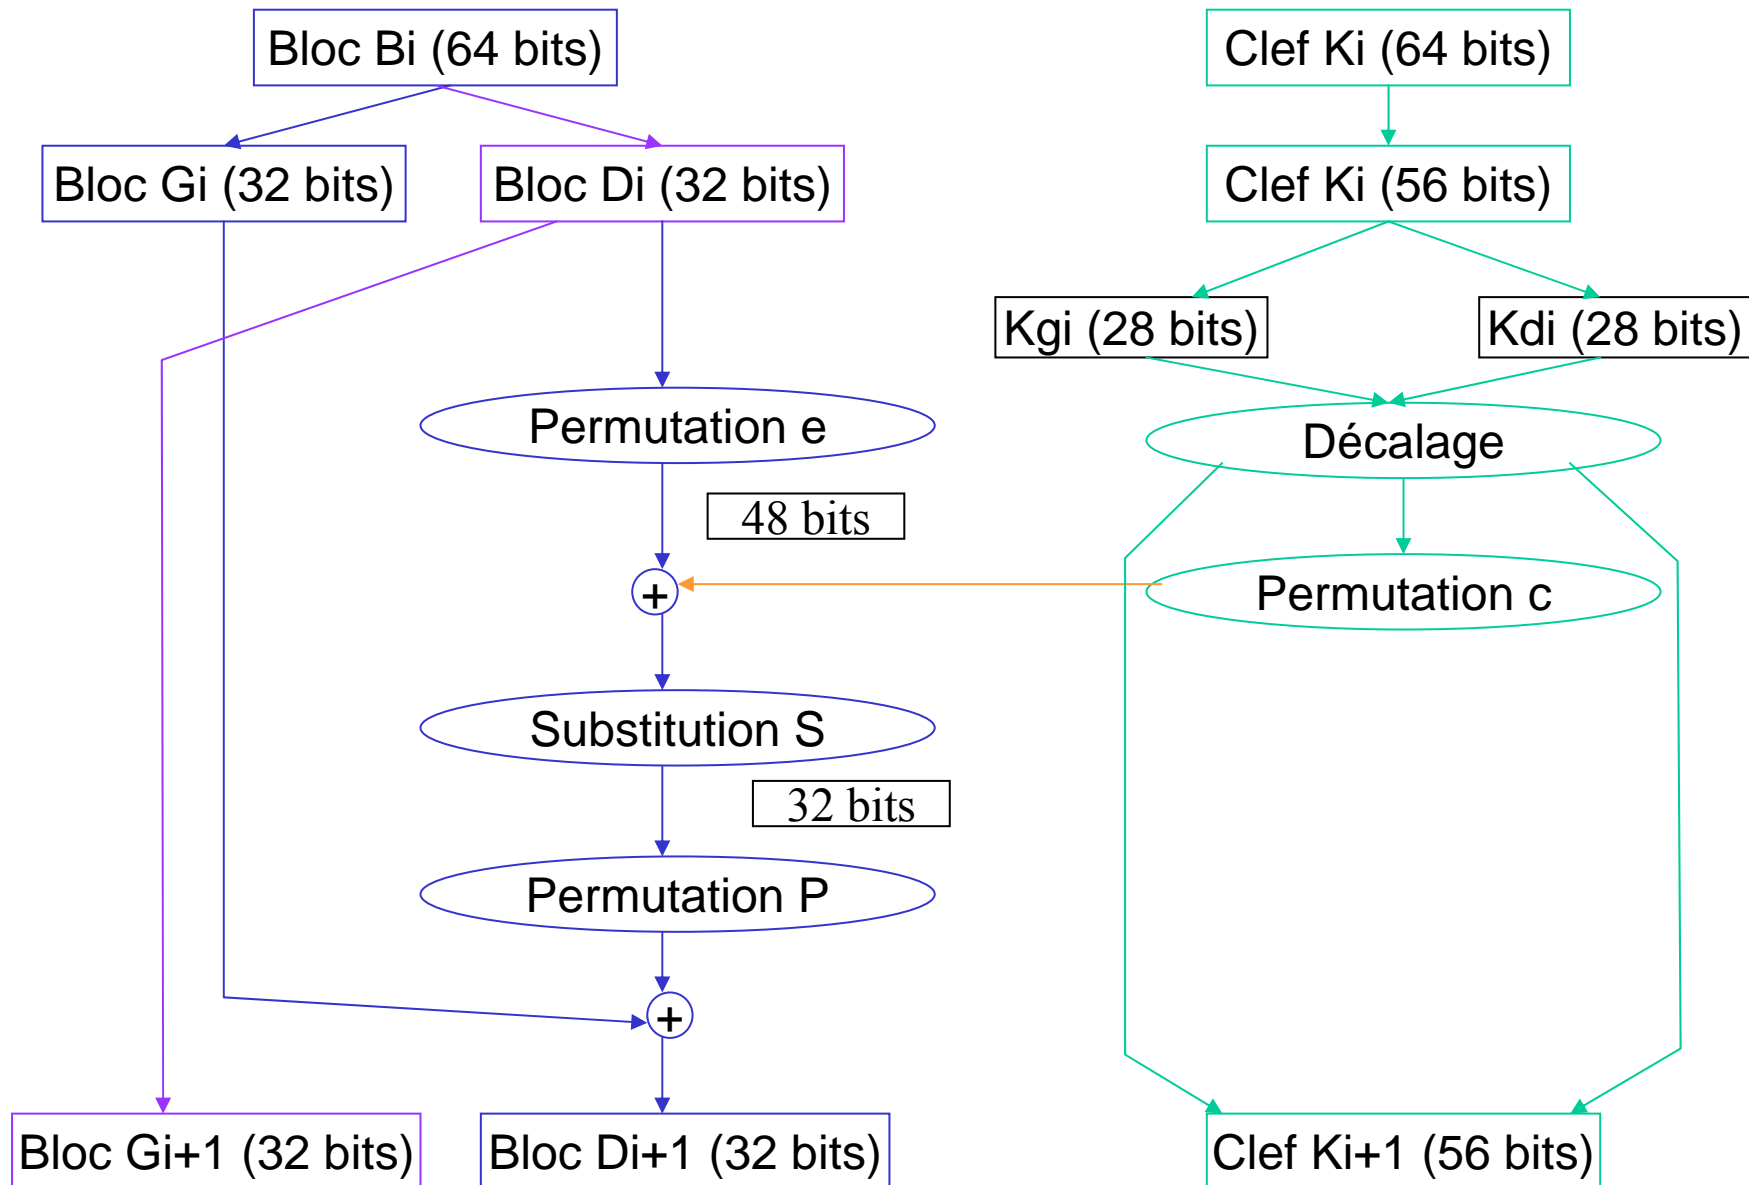 Bloc Bi (64 bits)
Clef Ki (64 bits)
Bloc Gi (32 bits)
Bloc Di (32 bits)
Clef Ki (56 bits)
Kgi (28 bits)
Kdi (28 bits)
Permutation e
Décalage
48 bits
+
Permutation c
Substitution S
32 bits
Permutation P
+
Bloc Gi+1 (32 bits)
Bloc Di+1 (32 bits)
Clef Ki+1 (56 bits)